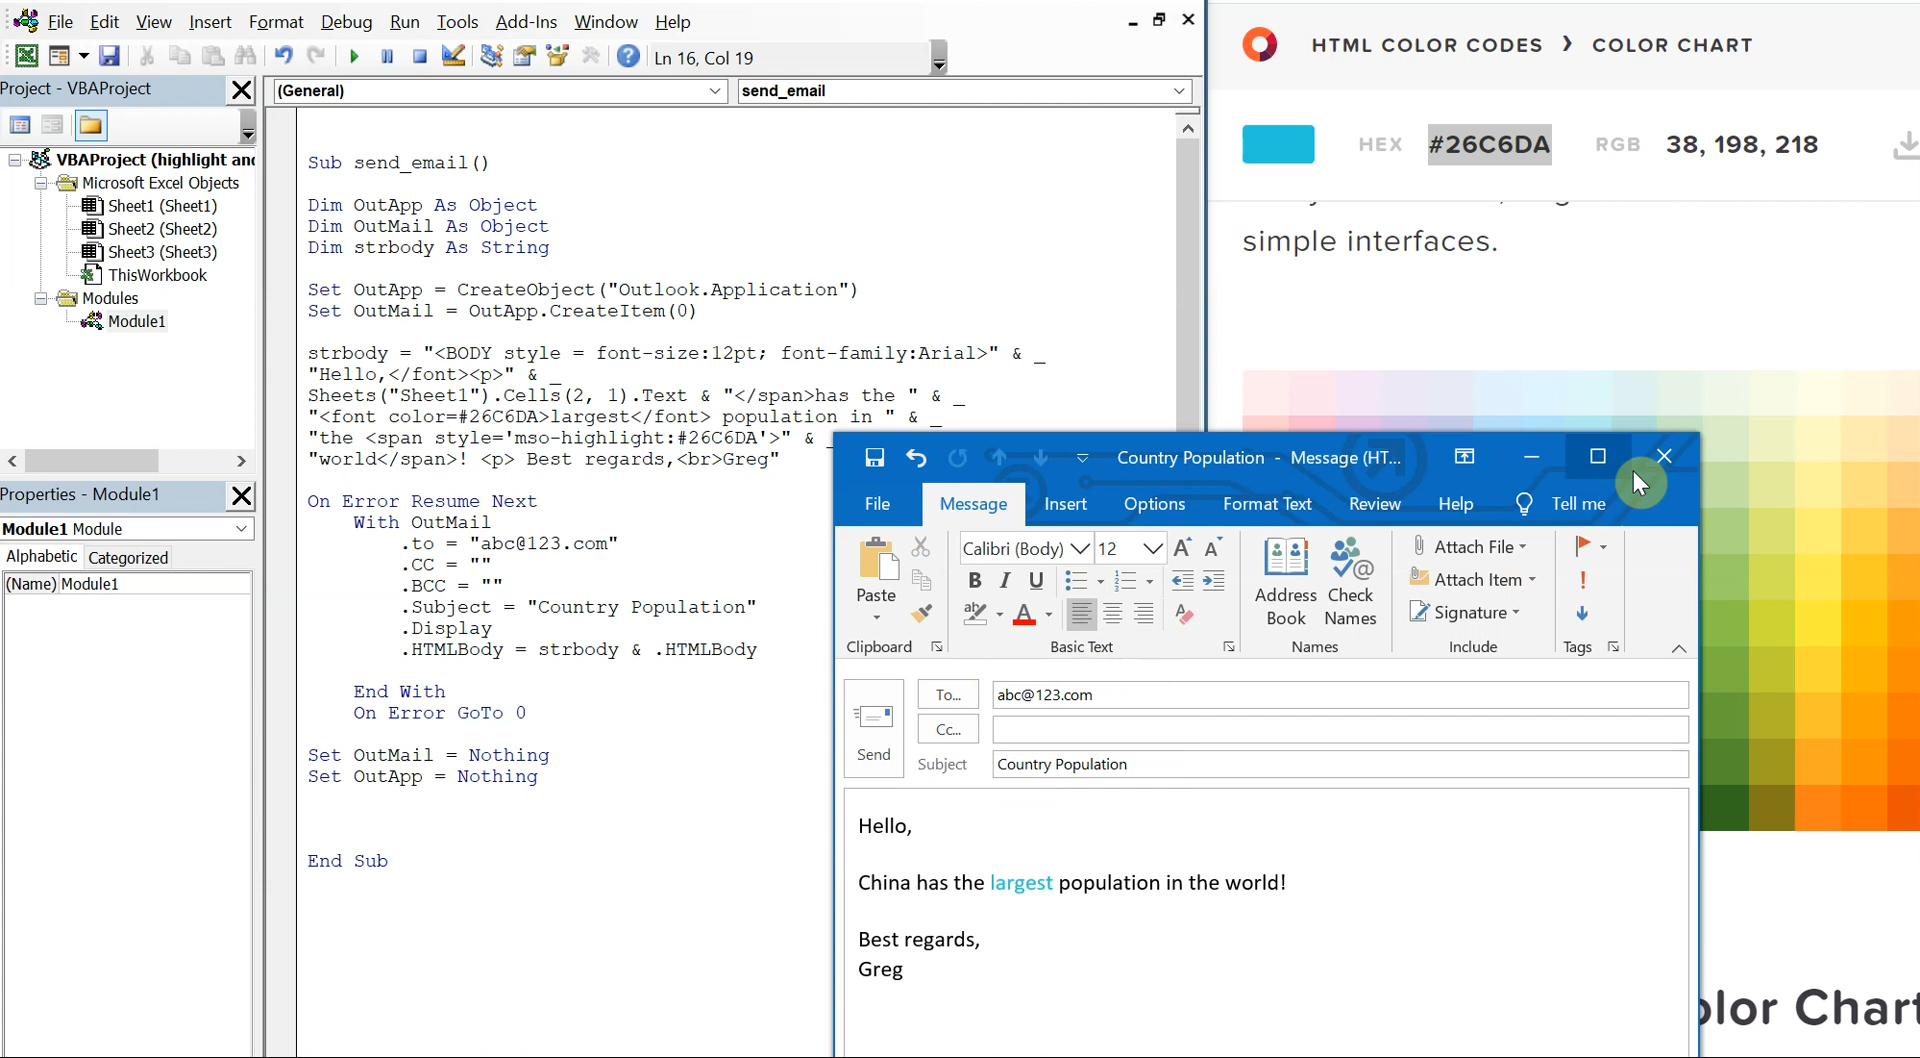 File Edit View Insert Format Debug Run Tools Add-Ins Window Help
Ln 16, Col 19
Project - VBAProject
VBAProject (highlight an
Microsoft Excel Objects
Sheet1 (Sheet1)
Sheet2 (Sheet2)
Sheet3 (Sheet3)
ThisWorkbook
Modules
Module1
Properties - Module1
Module1 Module
Alphabetic Categorized
(Name) Module1
(General) send_email
Sub send_email()
Dim OutApp As Object
Dim OutMail As Object
Dim strbody As String
Set OutApp = CreateObject("Outlook.Application")
Set OutMail = OutApp.CreateItem(0)
strbody = "<BODY style = font-size:12pt; font-family:Arial>" & _
"Hello,</font><p>" & _
Sheets("Sheet1").Cells(2, 1).Text & "</span>has the " & _
"<font color=#26C6DA>largest</font> population in " & _
"the <span style='mso-highlight:#26C6DA'>" & _
"world</span>! <p> Best regards,<br>Greg"
On Error Resume Next
With OutMail
.to = "abc@123.com"
.CC = ""
.BCC = ""
.Subject = "Country Population"
.Display
.HTMLBody = strbody & .HTMLBody
End With
On Error GoTo 0
Set OutMail = Nothing
Set OutApp = Nothing
End Sub
HTML COLOR CODES > COLOR CHART
HEX #26C6DA RGB 38, 198, 218
simple interfaces.
olor Chart
Country Population - Message (HT...
File Message Insert Options Format Text Review Help Tell me
Calibri (Body) 12
Paste
B I U
Clipboard
Basic Text
Address Book
Check Names
Names
Attach File
Attach Item
Signature
Include
Tags
Send
To... abc@123.com
Cc...
Subject Country Population
Hello,
China has the largest population in the world!
Best regards,
Greg